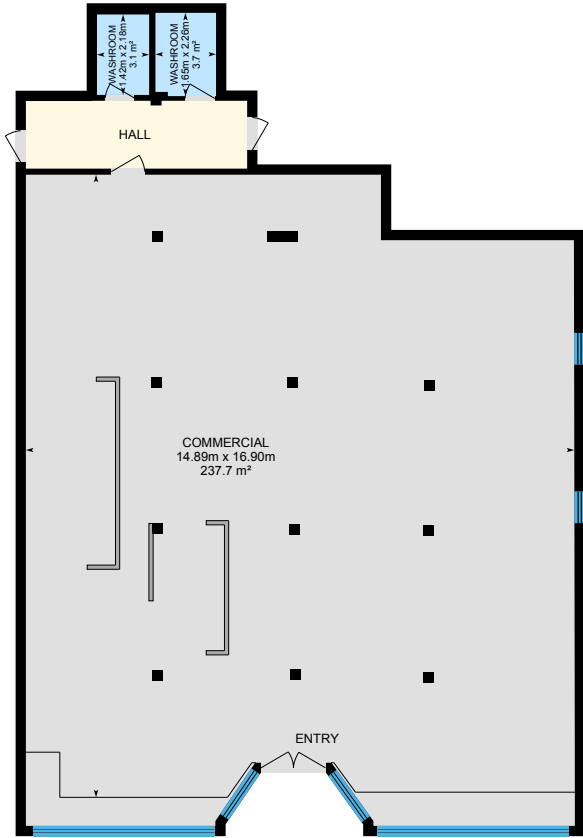 WASHROOM
1.42m x 2.18m
3.1 m²
WASHROOM
1.65m x 2.26m
3.7 m²
HALL
COMMERCIAL
14.89m x 16.90m
237.7 m²
ENTRY